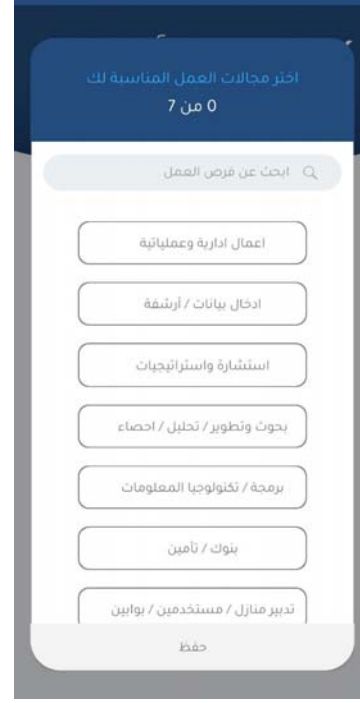 اختر مجالات العمل المناسبة لك
0 من 7
ابحث عن فرص العمل
اعمال ادارية وعملياتية
ادخال بيانات / أرشفة
استشارة واستراتيجيات
بحوث وتطوير / تحليل / احصاء
برمجة / تكنولوجيا المعلومات
بنوك / تأمين
تدبير منازل / مستخدمين / بوابين
حفظ